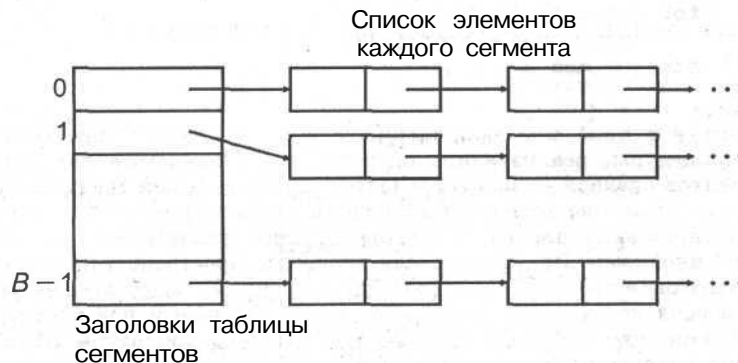 Список элементов
каждого сегмента
0
1
B−1
Заголовки таблицы
сегментов